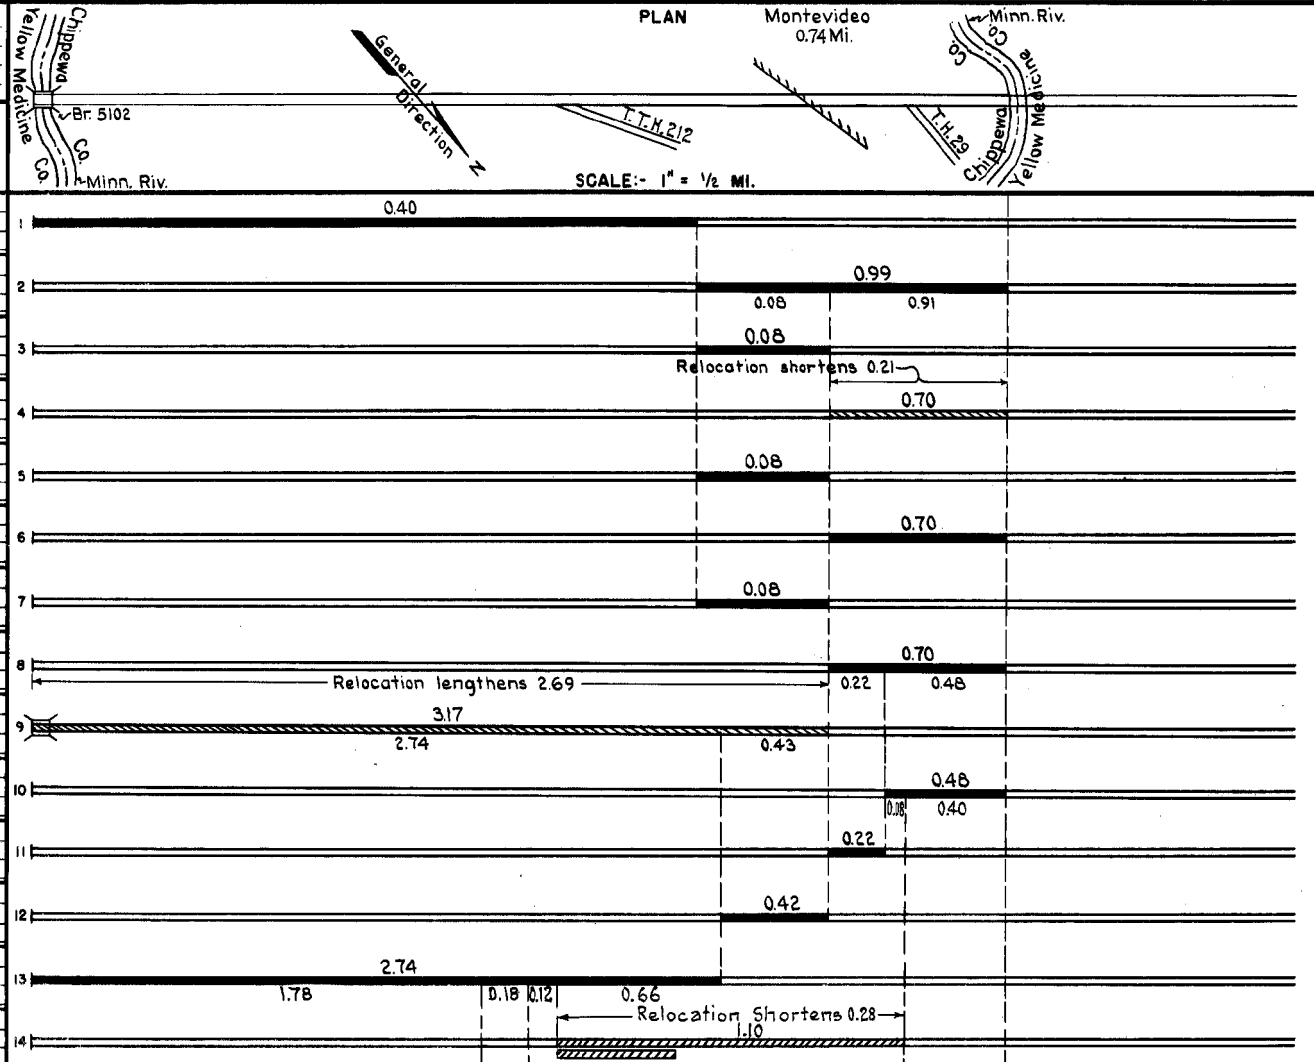 PLAN
Montevideo
0.74 Mi.
Minn. Riv.
Co.
Co.
Chippewa
Yellow Medicine
Chippewa
Yellow Medicine
Br. 5102
Co.
Co.
Minn. Riv.
General
Direction
N
T.T.H. 212
T.H. 29
SCALE:- 1" = 1/2 MI.
0.40
1
0.99
2
0.08 0.91
0.08
3
Relocation shortens 0.21
0.70
4
0.08
5
0.70
6
0.08
7
0.70
8
Relocation lengthens 2.69 0.22 0.48
3.17
9
2.74 0.43
0.48
10
0.08 0.40
0.22
11
0.42
12
2.74
13
1.78 0.18 0.12 0.66
Relocation Shortens 0.28
1.10
14